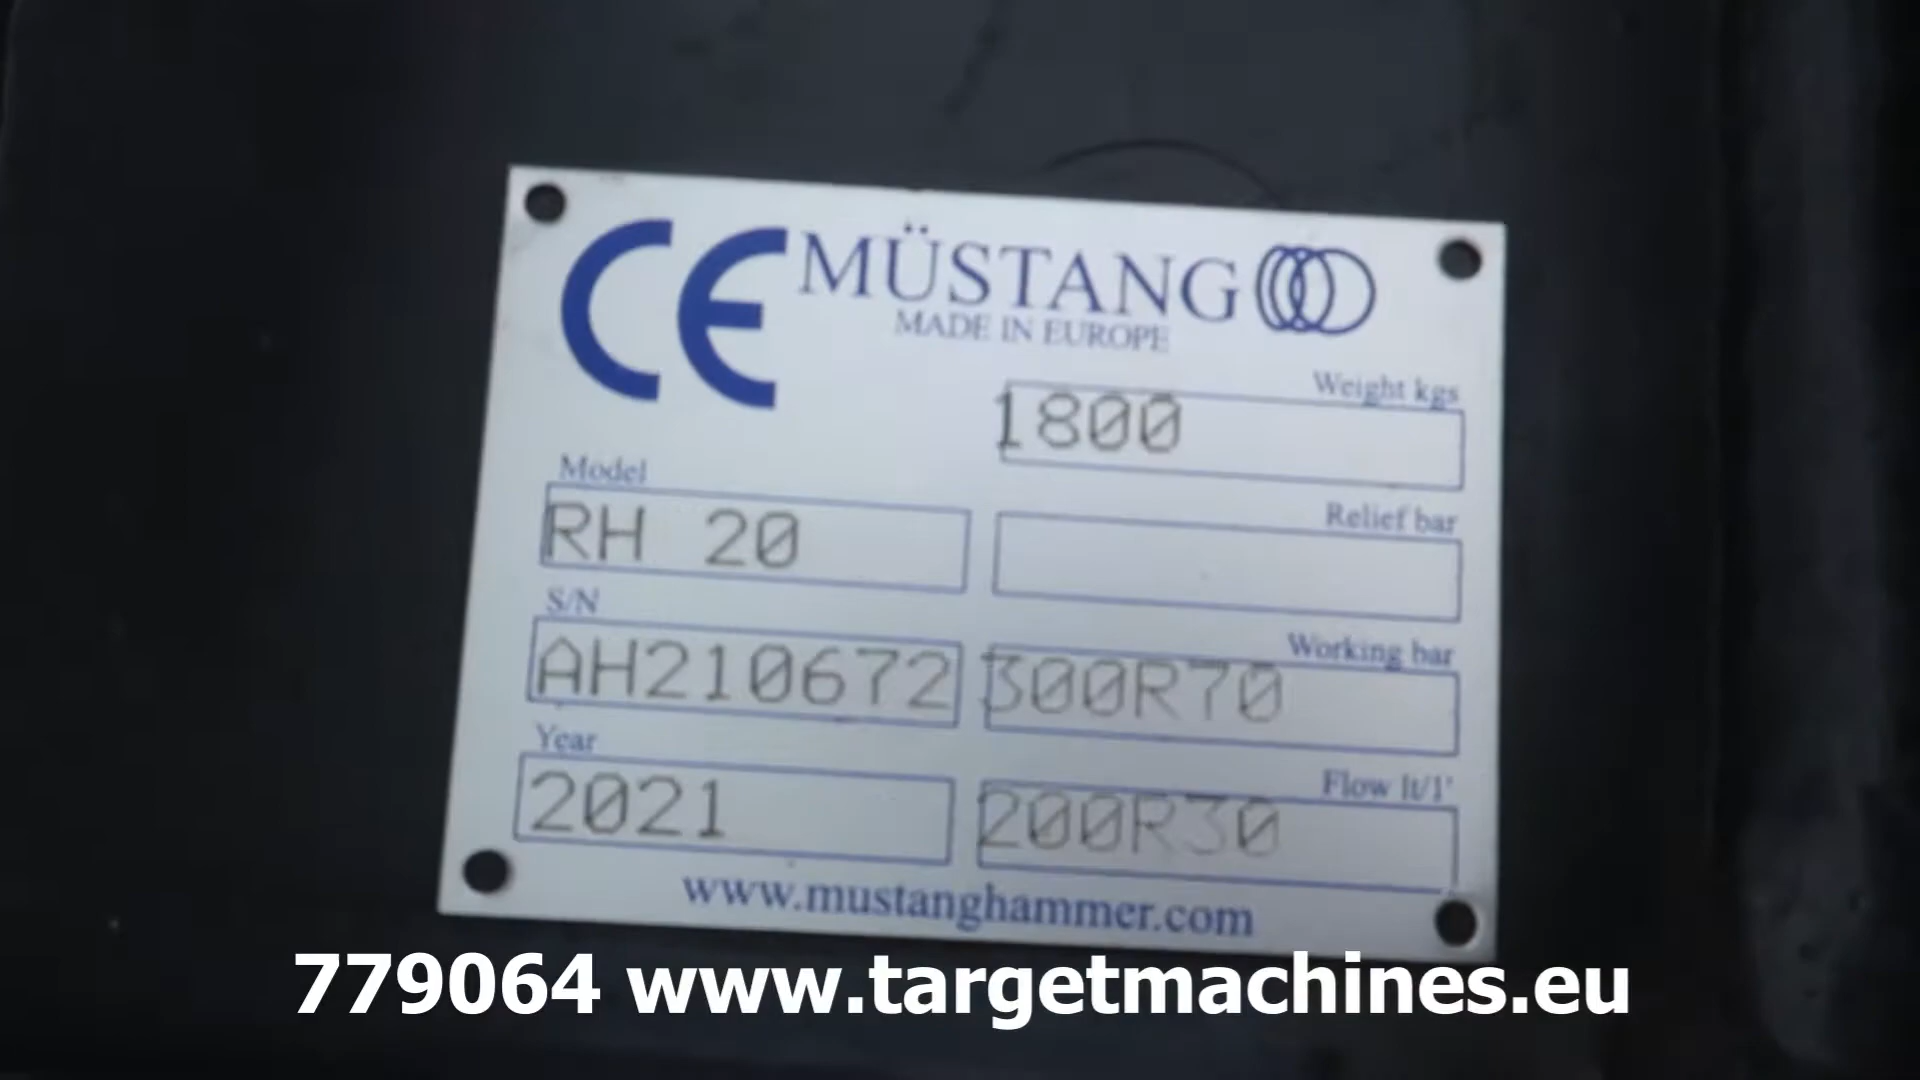 CE MÜSTANG
MADE IN EUROPE
Weight kgs
1800
Model
RH 20
Relief bar
S/N
AH210672
Working bar
300R70
Year
2021
Flow lt/1'
200R30
www.mustanghammer.com
779064 www.targetmachines.eu